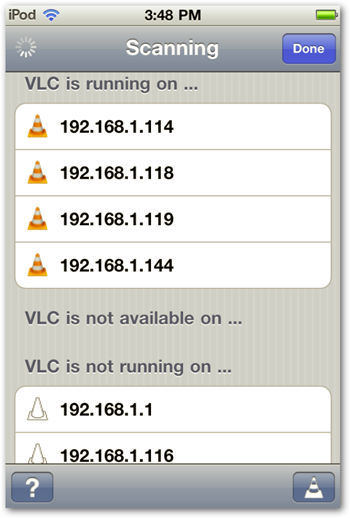 iPod 3:48 PM
Scanning Done
VLC is running on ...
192.168.1.114
192.168.1.118
192.168.1.119
192.168.1.144
VLC is not available on ...
VLC is not running on ...
192.168.1.1
192.168.1.116
?